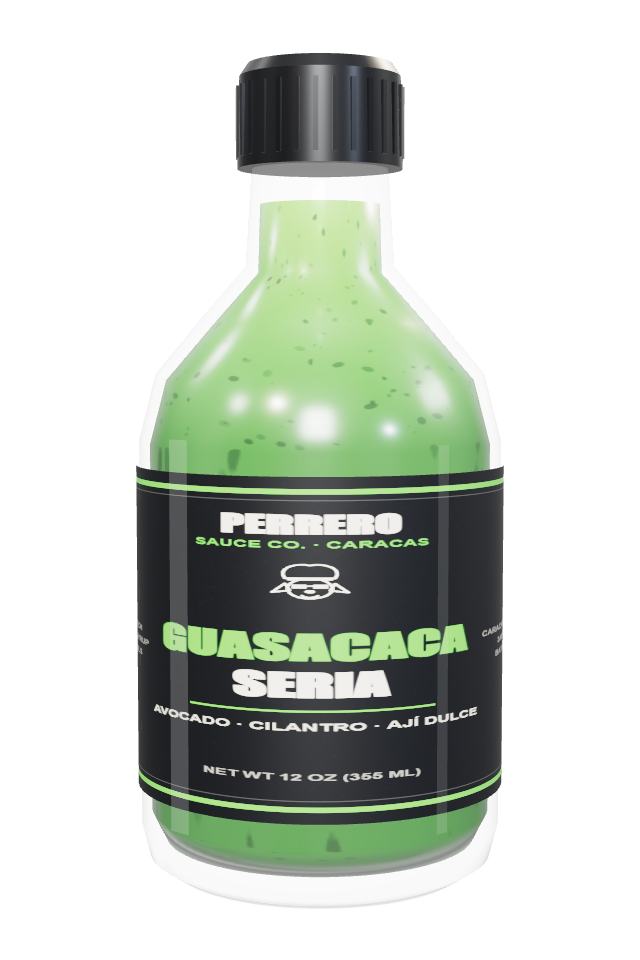 PERRERO
SAUCE CO. · CARACAS
GUASACACA
SERIA
AVOCADO · CILANTRO · AJÍ DULCE
NET WT 12 OZ (355 ML)